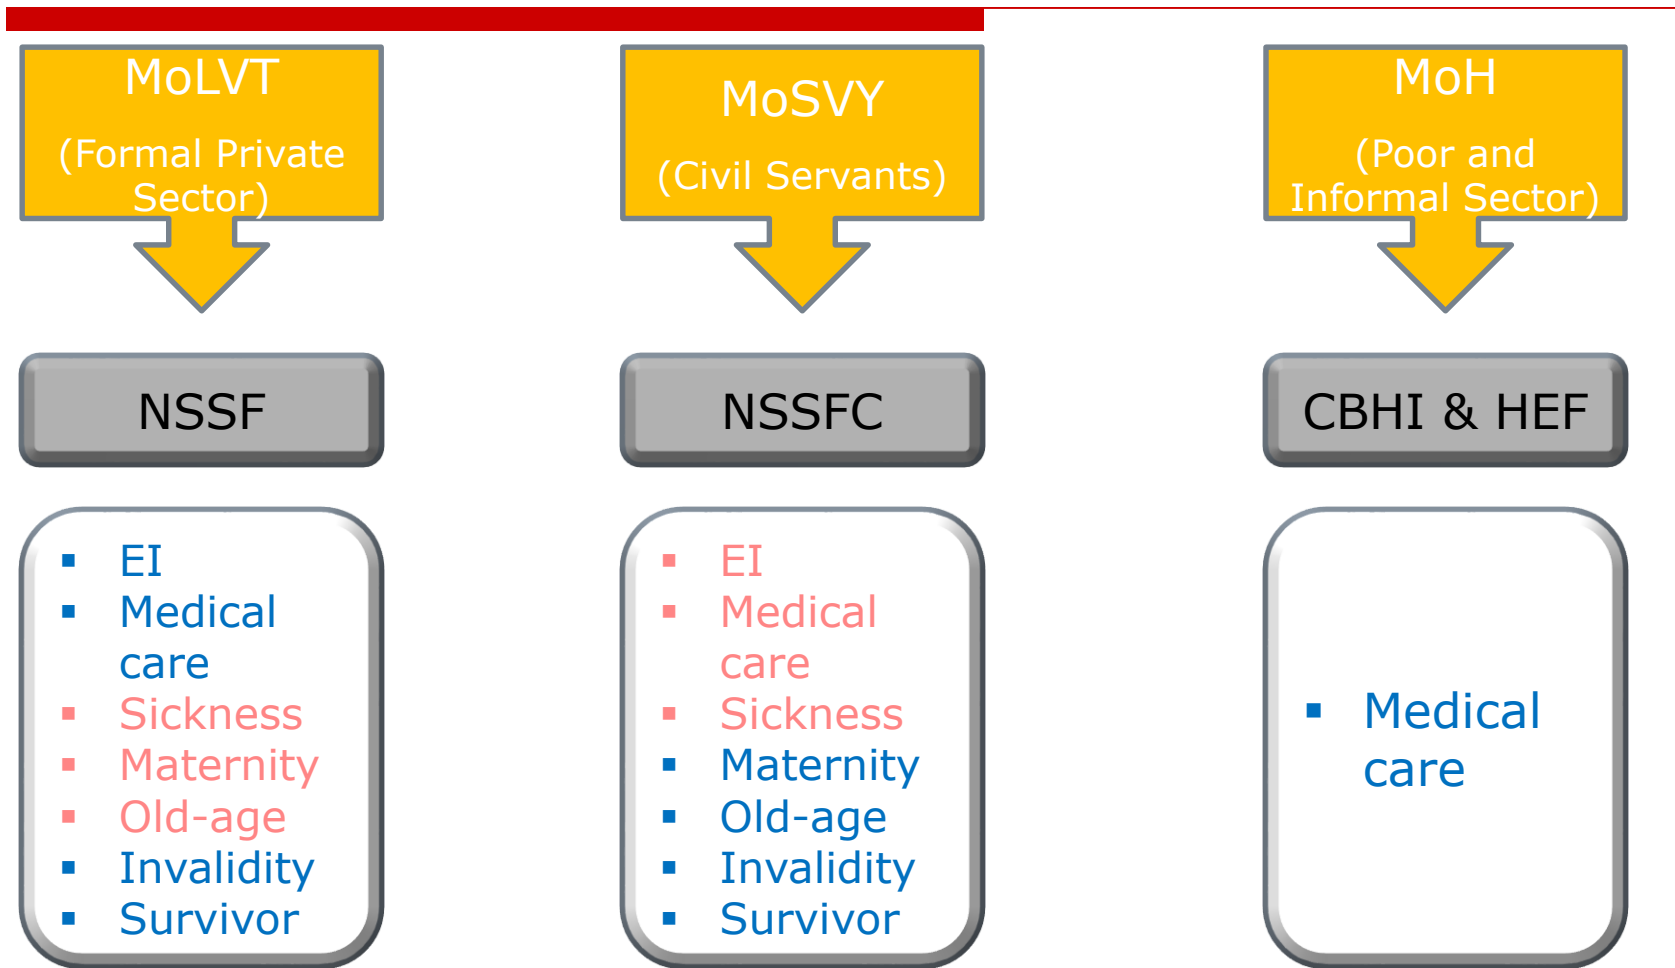 MoLVT
(Formal Private
Sector)
NSSF
▪ EI
▪ Medical
care
▪ Sickness
▪ Maternity
▪ Old-age
▪ Invalidity
▪ Survivor
MoSVY
(Civil Servants)
NSSFC
▪ EI
▪ Medical
care
▪ Sickness
▪ Maternity
▪ Old-age
▪ Invalidity
▪ Survivor
MoH
(Poor and
Informal Sector)
CBHI & HEF
▪ Medical
care